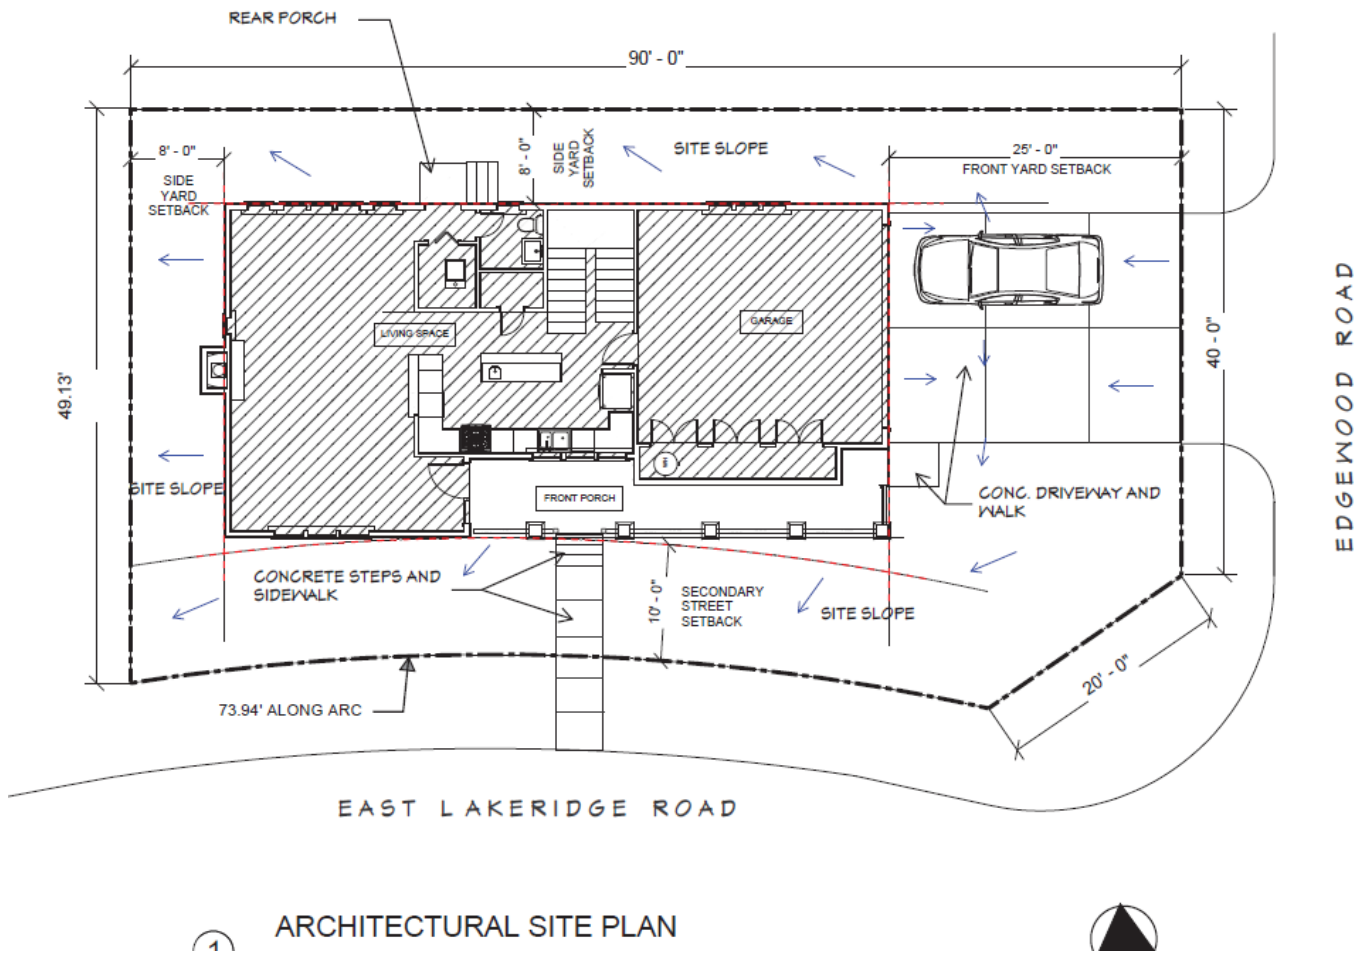 REAR PORCH
90' - 0"
8' - 0"
SIDE
YARD
SETBACK
8' - 0"
SIDE
YARD
SETBACK
SITE SLOPE
25' - 0"
FRONT YARD SETBACK
49.13'
LIVING SPACE
GARAGE
40' - 0"
EDGEWOOD ROAD
SITE SLOPE
FRONT PORCH
CONC. DRIVEWAY AND
WALK
CONCRETE STEPS AND
SIDEWALK
10' - 0"
SECONDARY
STREET
SETBACK
SITE SLOPE
20' - 0"
73.94' ALONG ARC
EAST LAKERIDGE ROAD
ARCHITECTURAL SITE PLAN
1